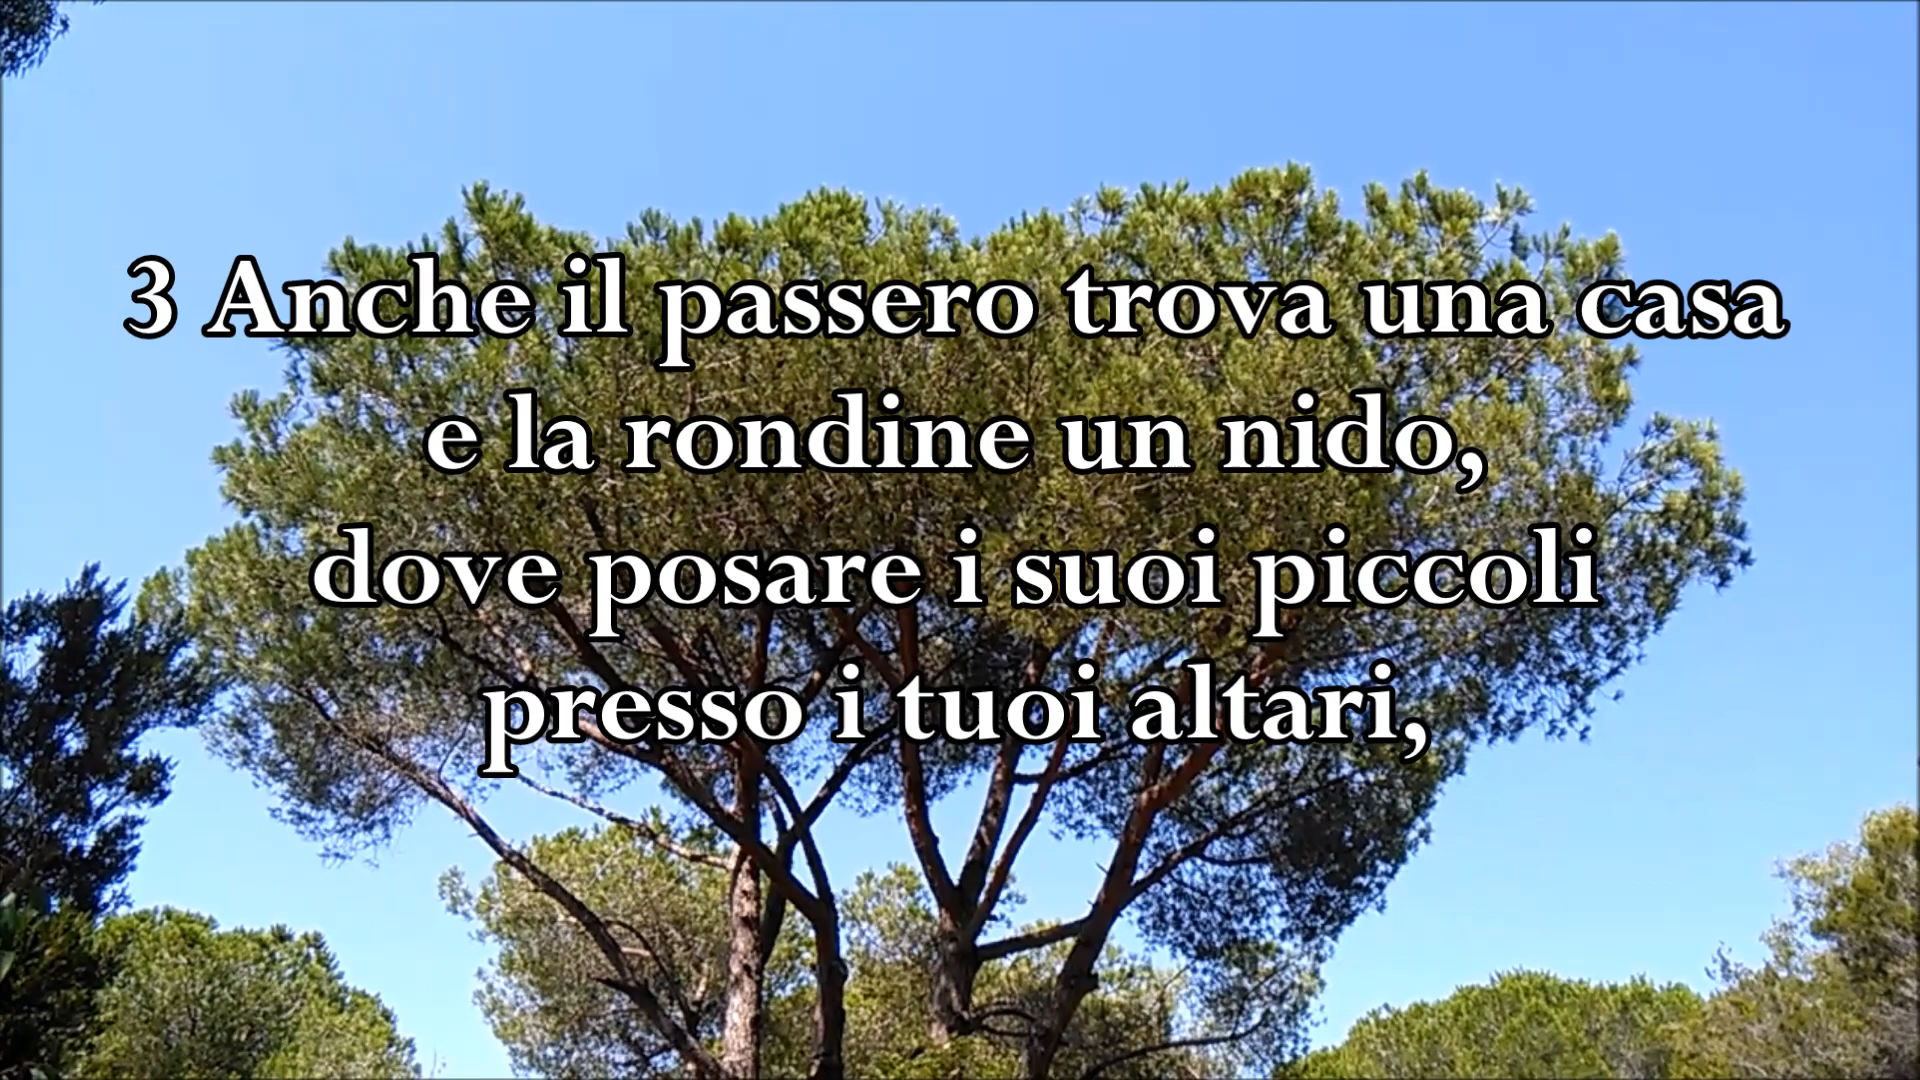 3 Anche il passero trova una casa
e la rondine un nido,
dove posare i suoi piccoli
presso i tuoi altari,